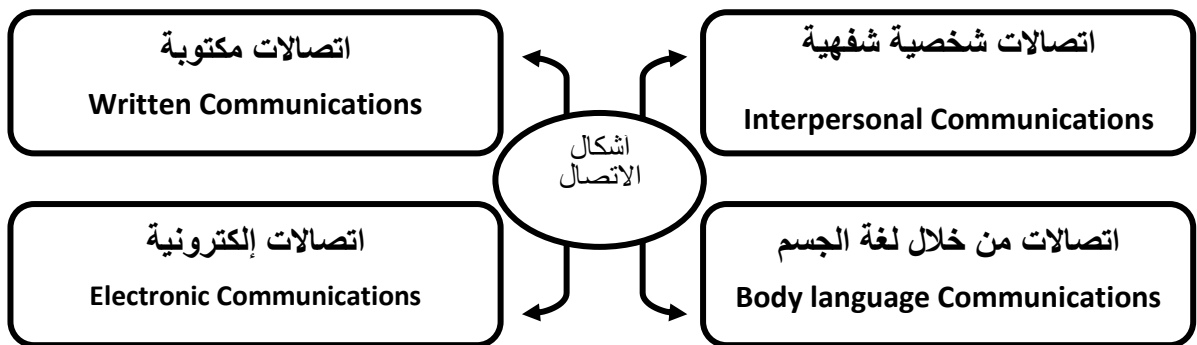 اتصالات شخصية شفهية
Interpersonal Communications
اتصالات مكتوبة
Written Communications
أشكال
الاتصال
اتصالات من خلال لغة الجسم
Body language Communications
اتصالات إلكترونية
Electronic Communications